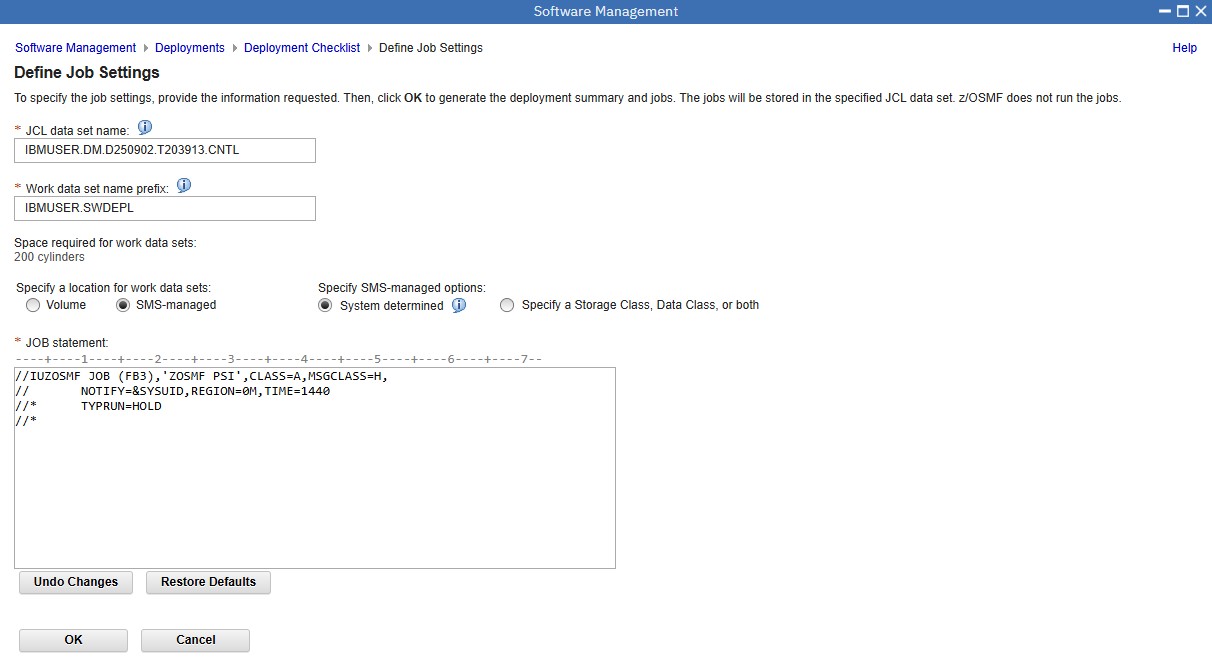 Software Management
Software Management Deployments Deployment Checklist Define Job Settings Help
Define Job Settings
To specify the job settings, provide the information requested. Then, click OK to generate the deployment summary and jobs. The jobs will be stored in the specified JCL data set. z/OSMF does not run the jobs.
* JCL data set name:
IBMUSER.DM.D250902.T203913.CNTL
* Work data set name prefix:
IBMUSER.SWDEPL
Space required for work data sets:
200 cylinders
Specify a location for work data sets: Specify SMS-managed options:
Volume SMS-managed System determined Specify a Storage Class, Data Class, or both
* JOB statement:
----+----1----+----2----+----3----+----4----+----5----+----6----+----7--
//IUZOSMF JOB (FB3),'ZOSMF PSI',CLASS=A,MSGCLASS=H,
//       NOTIFY=&SYSUID,REGION=0M,TIME=1440
//*      TYPRUN=HOLD
//*
Undo Changes Restore Defaults
OK Cancel